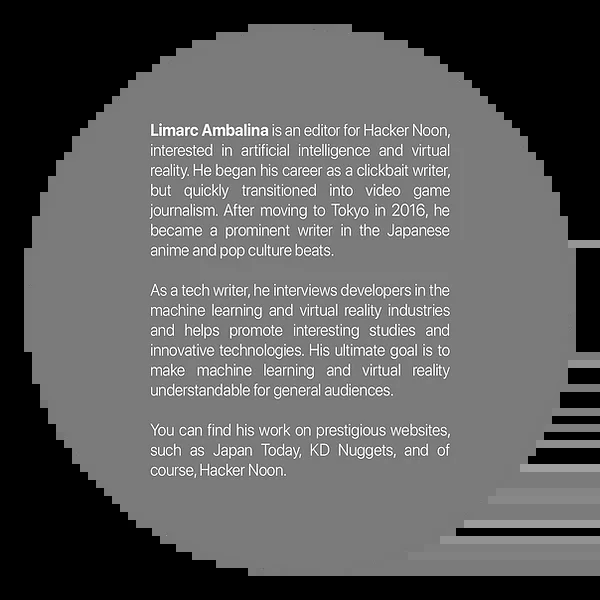 Limarc Ambalina is an editor for Hacker Noon,
interested in artificial intelligence and virtual
reality. He began his career as a clickbait writer,
but quickly transitioned into video game
journalism. After moving to Tokyo in 2016, he
became a prominent writer in the Japanese
anime and pop culture beats.
As a tech writer, he interviews developers in the
machine learning and virtual reality industries
and helps promote interesting studies and
innovative technologies. His ultimate goal is to
make machine learning and virtual reality
understandable for general audiences.
You can find his work on prestigious websites,
such as Japan Today, KD Nuggets, and of
course, Hacker Noon.